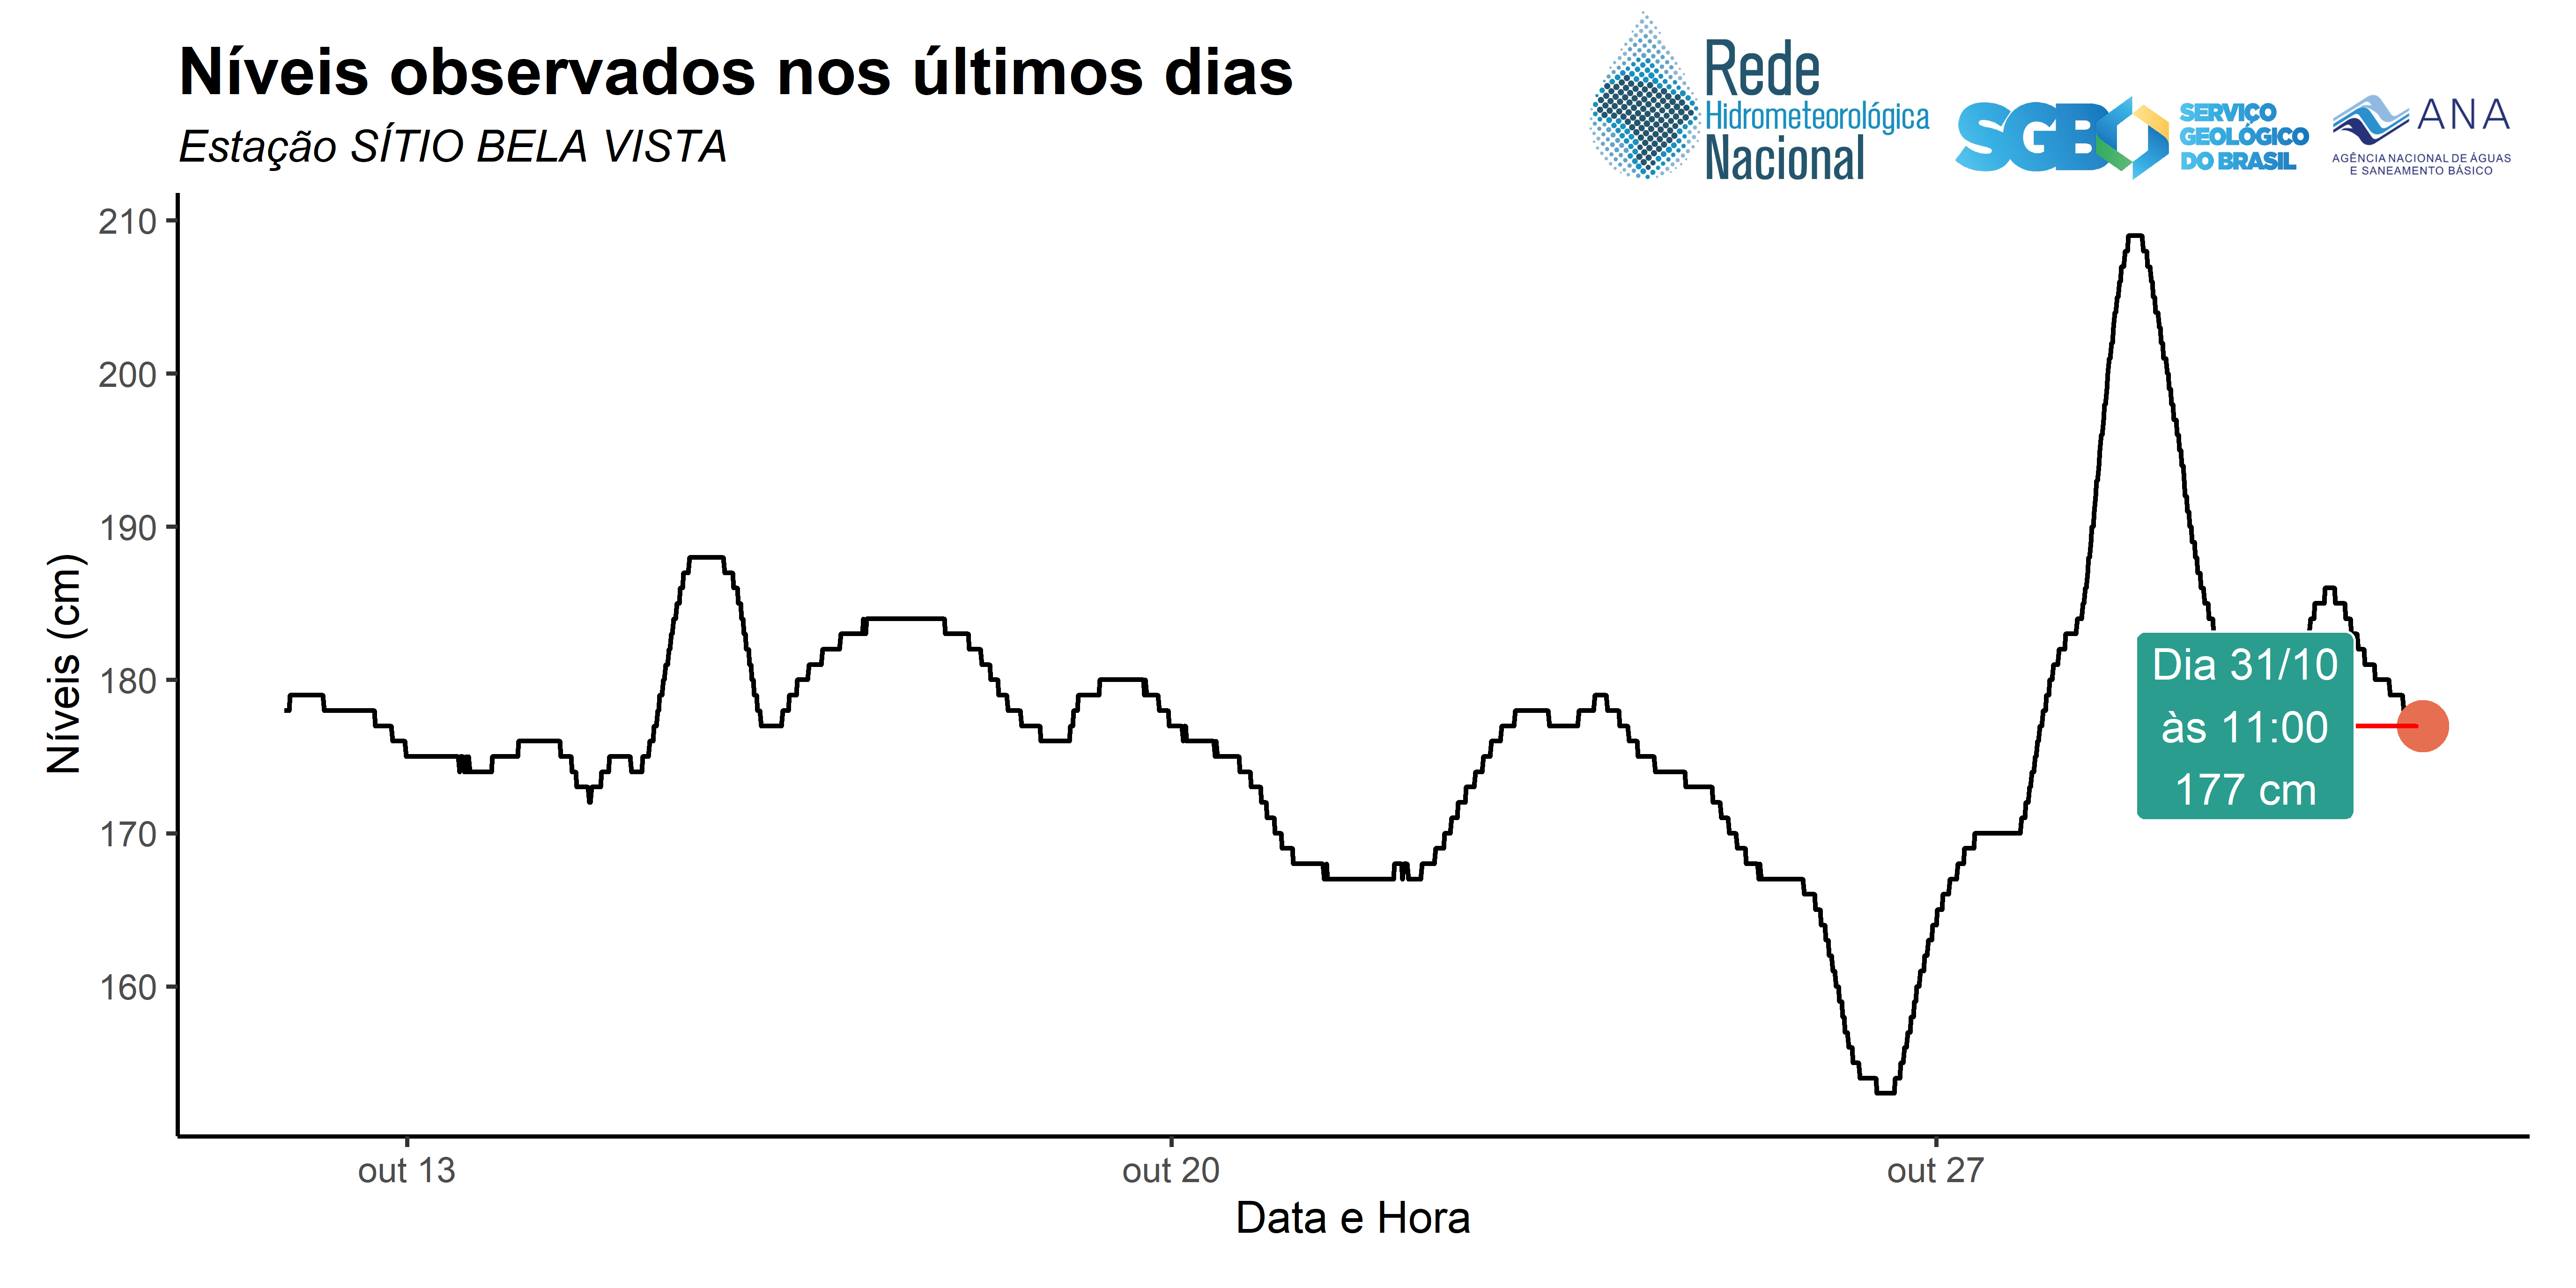 Níveis observados nos últimos dias
Estação SÍTIO BELA VISTA
Rede
Hidrometeorológica
Nacional
SGB
SERVIÇO
GEOLÓGICO
DO BRASIL
ANA
AGÊNCIA NACIONAL DE ÁGUAS
E SANEAMENTO BÁSICO
210
200
190
180
170
160
Níveis (cm)
Dia 31/10
às 11:00
177 cm
out 13
out 20
out 27
Data e Hora